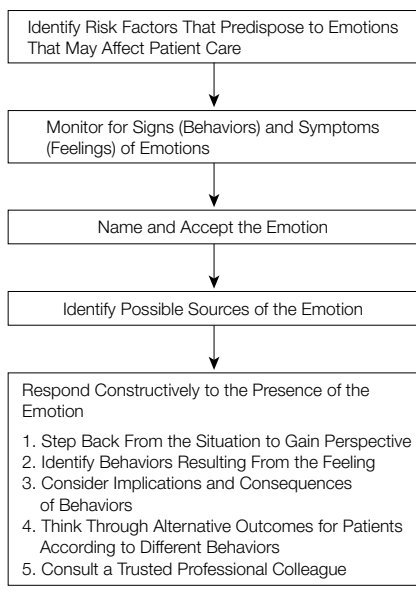 Identify Risk Factors That Predispose to Emotions
That May Affect Patient Care
Monitor for Signs (Behaviors) and Symptoms
(Feelings) of Emotions
Name and Accept the Emotion
Identify Possible Sources of the Emotion
Respond Constructively to the Presence of the
Emotion
1. Step Back From the Situation to Gain Perspective
2. Identify Behaviors Resulting From the Feeling
3. Consider Implications and Consequences
of Behaviors
4. Think Through Alternative Outcomes for Patients
According to Different Behaviors
5. Consult a Trusted Professional Colleague